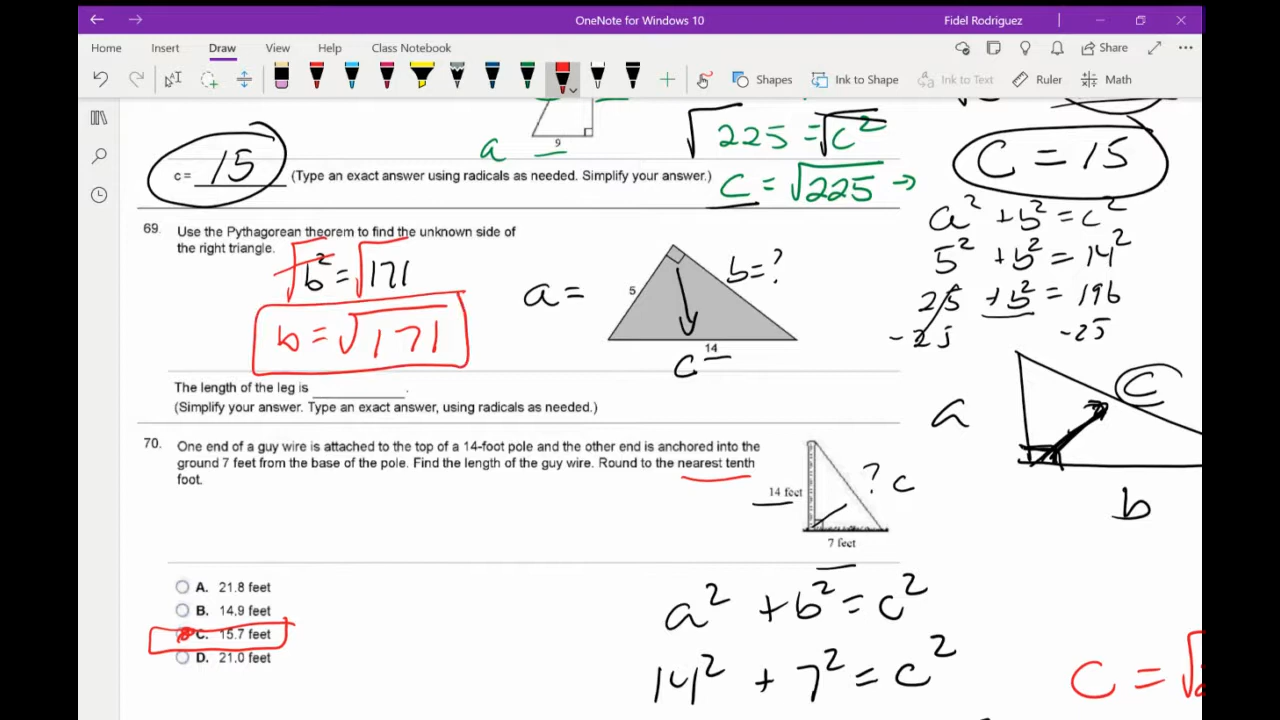 OneNote for Windows 10
Fidel Rodriguez
Home Insert Draw View Help Class Notebook
Share
Shapes Ink to Shape Ink to Text Ruler Math
9
a
√225 = √c²
C = √225 →
C = 15
c = 15 (Type an exact answer using radicals as needed. Simplify your answer.)
69. Use the Pythagorean theorem to find the unknown side of
the right triangle.
√b² = √171
b = √171
a =
5
b = ?
14
c
a² + b² = c²
5² + b² = 14²
25 + b² = 196
-25 -25
The length of the leg is ________.
(Simplify your answer. Type an exact answer, using radicals as needed.)
a
C
b
70. One end of a guy wire is attached to the top of a 14-foot pole and the other end is anchored into the
ground 7 feet from the base of the pole. Find the length of the guy wire. Round to the nearest tenth
foot.
14 feet
? c
7 feet
A. 21.8 feet
B. 14.9 feet
C. 15.7 feet
D. 21.0 feet
a² + b² = c²
14² + 7² = c²
C = √